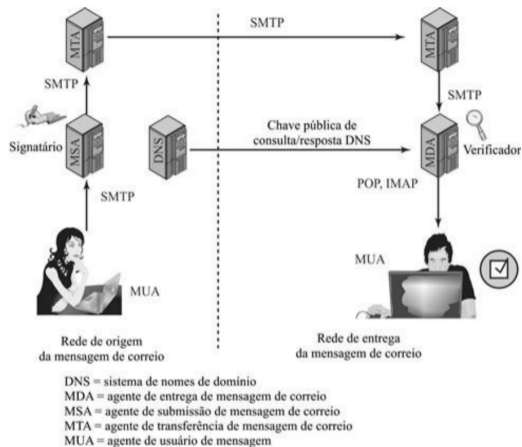 MTA
SMTP
MTA
SMTP
SMTP
Signatário
MSA
DNS
Chave pública de
consulta/resposta DNS
MDA
Verificador
SMTP
POP, IMAP
MUA
MUA
Rede de origem
da mensagem de correio
Rede de entrega
da mensagem de correio
DNS = sistema de nomes de domínio
MDA = agente de entrega de mensagem de correio
MSA = agente de submissão de mensagem de correio
MTA = agente de transferência de mensagem de correio
MUA = agente de usuário de mensagem